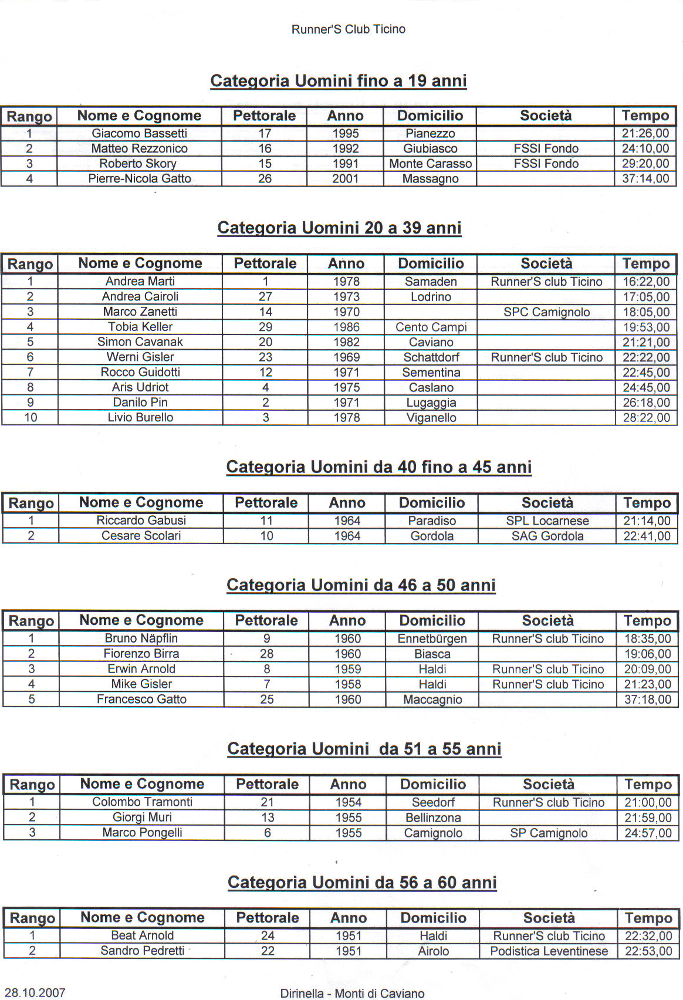 Runner'S Club Ticino
Categoria Uomini fino a 19 anni
Rango Nome e Cognome Pettorale Anno Domicilio Società Tempo
1 Giacomo Bassetti 17 1995 Pianezzo 21:26,00
2 Matteo Rezzonico 16 1992 Giubiasco FSSI Fondo 24:10,00
3 Roberto Skory 15 1991 Monte Carasso FSSI Fondo 29:20,00
4 Pierre-Nicola Gatto 26 2001 Massagno 37:14,00
Categoria Uomini 20 a 39 anni
Rango Nome e Cognome Pettorale Anno Domicilio Società Tempo
1 Andrea Marti 1 1978 Samaden Runner'S club Ticino 16:22,00
2 Andrea Cairoli 27 1973 Lodrino 17:05,00
3 Marco Zanetti 14 1970 SPC Camignolo 18:05,00
4 Tobia Keller 29 1986 Cento Campi 19:53,00
5 Simon Cavanak 20 1982 Caviano 21:21,00
6 Werni Gisler 23 1969 Schattdorf Runner'S club Ticino 22:22,00
7 Rocco Guidotti 12 1971 Sementina 22:45,00
8 Aris Udriot 4 1975 Caslano 24:45,00
9 Danilo Pin 2 1971 Lugaggia 26:18,00
10 Livio Burello 3 1978 Viganello 28:22,00
Categoria Uomini da 40 fino a 45 anni
Rango Nome e Cognome Pettorale Anno Domicilio Società Tempo
1 Riccardo Gabusi 11 1964 Paradiso SPL Locarnese 21:14,00
2 Cesare Scolari 10 1964 Gordola SAG Gordola 22:41,00
Categoria Uomini da 46 a 50 anni
Rango Nome e Cognome Pettorale Anno Domicilio Società Tempo
1 Bruno Näpflin 9 1960 Ennetbürgen Runner'S club Ticino 18:35,00
2 Fiorenzo Birra 28 1960 Biasca 19:06,00
3 Erwin Arnold 8 1959 Haldi Runner'S club Ticino 20:09,00
4 Mike Gisler 7 1958 Haldi Runner'S club Ticino 21:23,00
5 Francesco Gatto 25 1960 Maccagnio 37:18,00
Categoria Uomini da 51 a 55 anni
Rango Nome e Cognome Pettorale Anno Domicilio Società Tempo
1 Colombo Tramonti 21 1954 Seedorf Runner'S club Ticino 21:00,00
2 Giorgi Muri 13 1955 Bellinzona 21:59,00
3 Marco Pongelli 6 1955 Camignolo SP Camignolo 24:57,00
Categoria Uomini da 56 a 60 anni
Rango Nome e Cognome Pettorale Anno Domicilio Società Tempo
1 Beat Arnold 24 1951 Haldi Runner'S club Ticino 22:32,00
2 Sandro Pedretti 22 1951 Airolo Podistica Leventinese 22:53,00
28.10.2007 Dirinella - Monti di Caviano